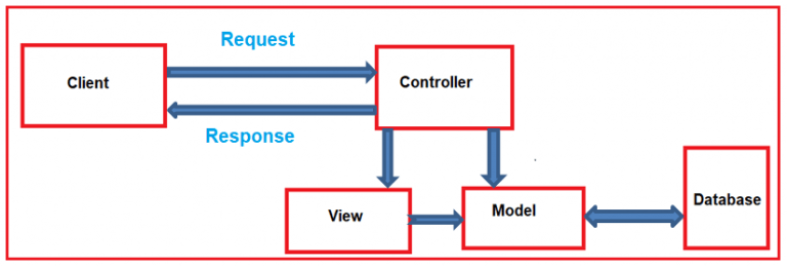 Request
Client
Controller
Response
View
Model
Database